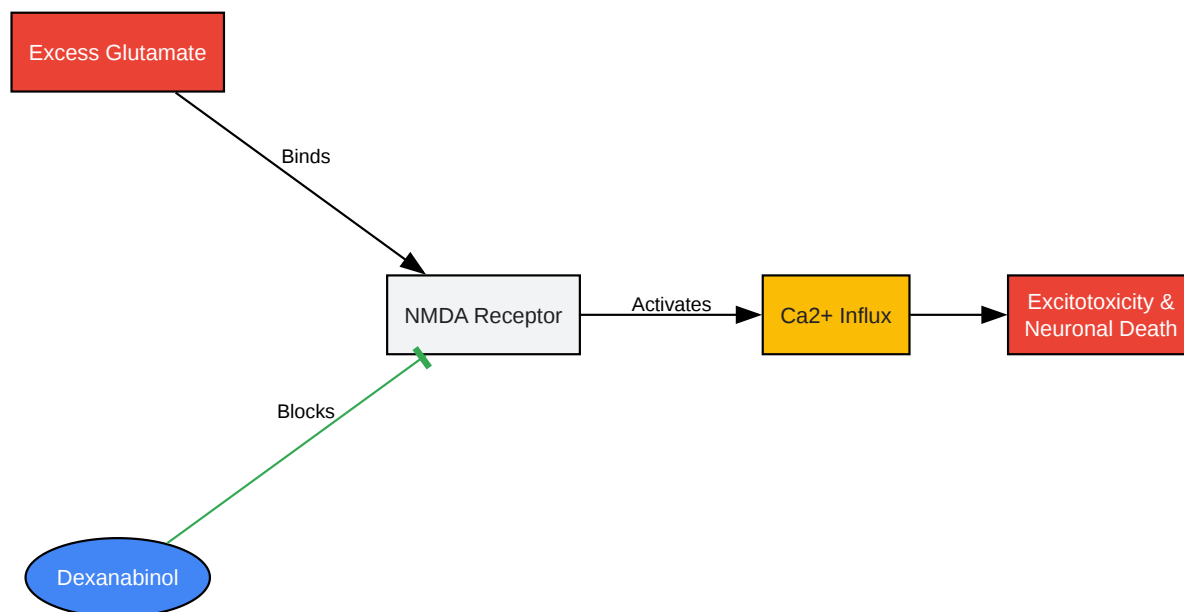 Excess Glutamate
Binds
NMDA Receptor
Activates
Ca2+ Influx
Excitotoxicity &
Neuronal Death
Blocks
Dexanabinol